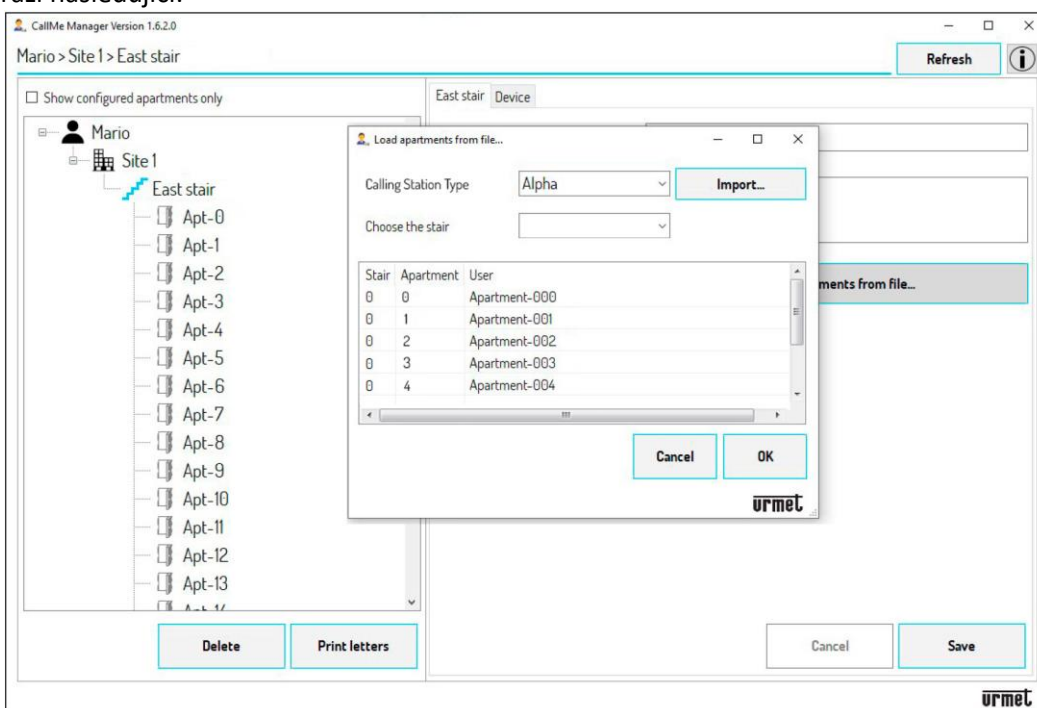 CallMe Manager Version 1.6.2.0
Mario > Site 1 > East stair
Refresh
Show configured apartments only
East stair Device
Mario
Site 1
East stair
Apt-0
Apt-1
Apt-2
Apt-3
Apt-4
Apt-5
Apt-6
Apt-7
Apt-8
Apt-9
Apt-10
Apt-11
Apt-12
Apt-13
Load apartments from file...
Calling Station Type Alpha Import...
Choose the stair
Stair Apartment User
0 0 Apartment-000
0 1 Apartment-001
0 2 Apartment-002
0 3 Apartment-003
0 4 Apartment-004
Cancel OK
urmet
ments from file...
Delete Print letters
Cancel Save
urmet